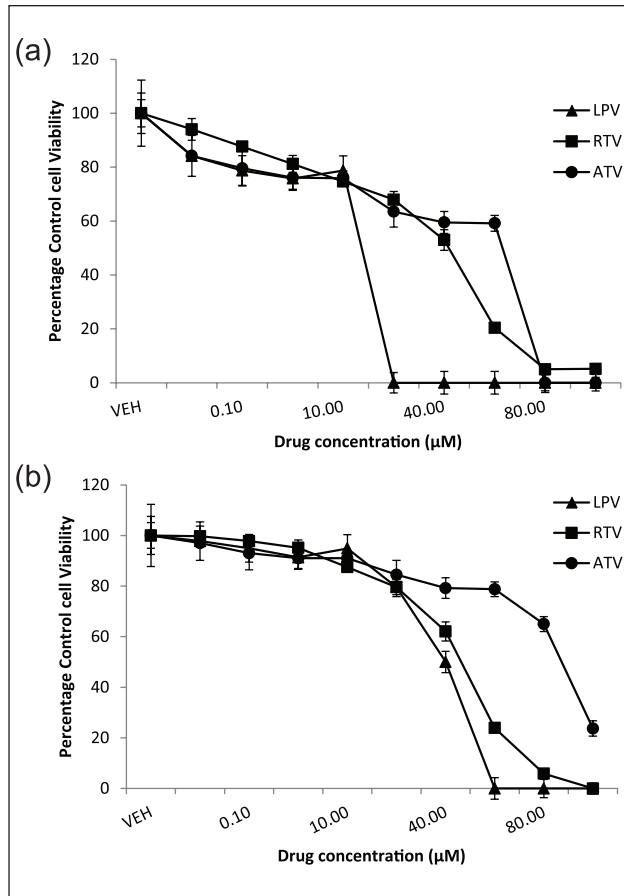 (a)
120
100
80
60
40
20
0
Percentage Control cell Viability
LPV
RTV
ATV
VEH 0.10 10.00 40.00 80.00
Drug concentration (µM)
(b)
120
100
80
60
40
20
0
Percentage Control cell Viability
LPV
RTV
ATV
VEH 0.10 10.00 40.00 80.00
Drug concentration (µM)